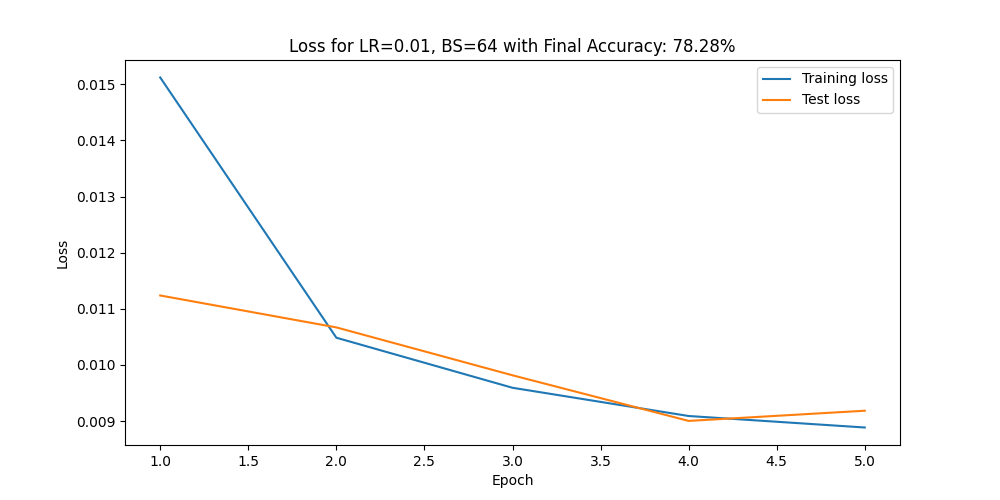 Loss for LR=0.01, BS=64 with Final Accuracy: 78.28%
Training loss
Test loss
0.015
0.014
0.013
0.012
0.011
0.010
0.009
Loss
1.0 1.5 2.0 2.5 3.0 3.5 4.0 4.5 5.0
Epoch